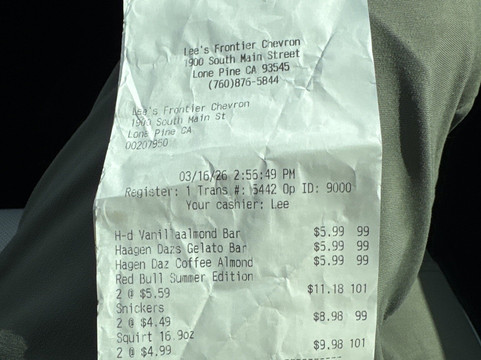 Lee's Frontier Chevron
1900 South Main Street
Lone Pine CA 93545
(760)876-5844
Lee's Frontier Chevron
1900 South Main St
Lone Pine CA
00207950
03/16/26 2:56:49 PM
Register: 1 Trans #: 5442 Op ID: 9000
Your cashier: Lee
H-d Vanillaalmond Bar $5.99 99
Haagen Dazs Gelato Bar $5.99 99
Hagen Daz Coffee Almond $5.99 99
Red Bull Summer Edition
2 @ $5.59 $11.18 101
Snickers
2 @ $4.49 $8.98 99
Squirt 16.9oz
2 @ $4.99 $9.98 101